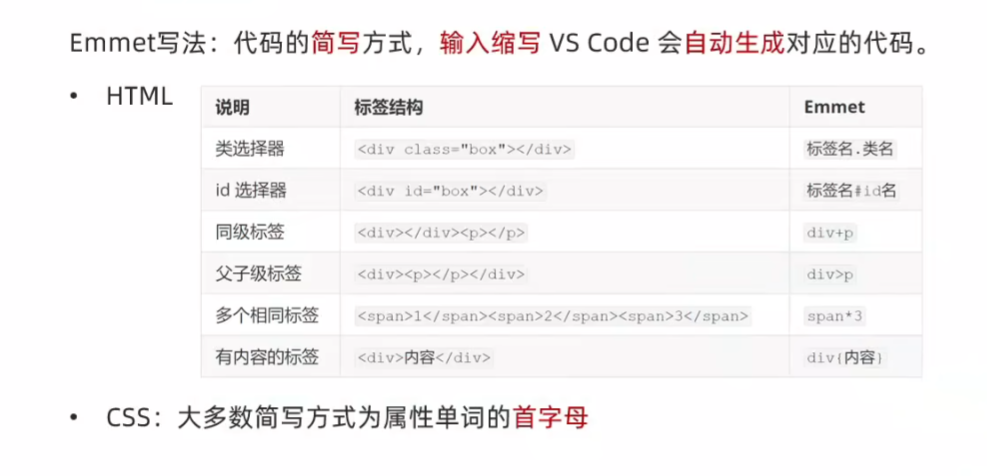 Emmet写法：代码的简写方式，输入缩写 VS Code 会自动生成对应的代码。
• HTML
说明 标签结构 Emmet
类选择器 <div class="box"></div> 标签名.类名
id 选择器 <div id="box"></div> 标签名#id名
同级标签 <div></div><p></p> div+p
父子级标签 <div><p></p></div> div>p
多个相同标签 <span>1</span><span>2</span><span>3</span> span*3
有内容的标签 <div>内容</div> div{内容}
• CSS：大多数简写方式为属性单词的首字母